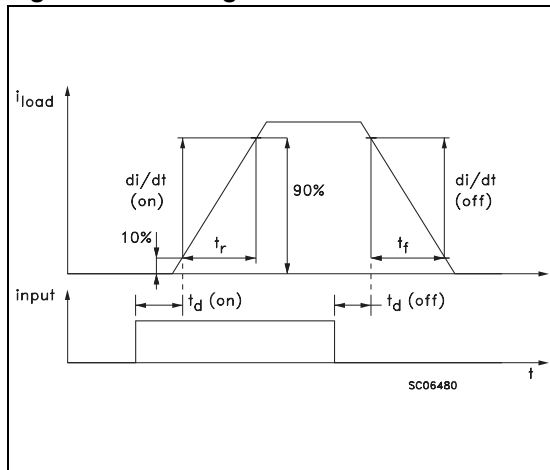 i_load
di/dt
(on)
90%
di/dt
(off)
10%
t_r
t_f
input
t_d (on)
t_d (off)
t
SC06480